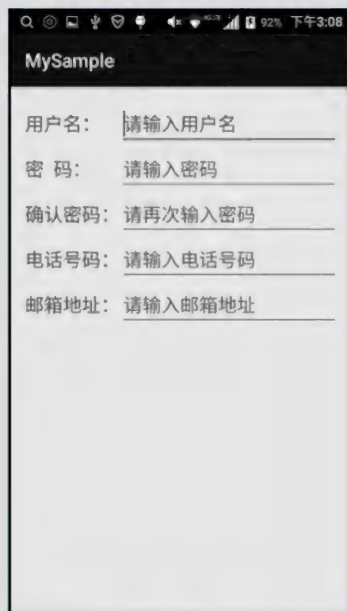 92% 下午3:08
MySample
用户名: 请输入用户名
密 码: 请输入密码
确认密码: 请再次输入密码
电话号码: 请输入电话号码
邮箱地址: 请输入邮箱地址